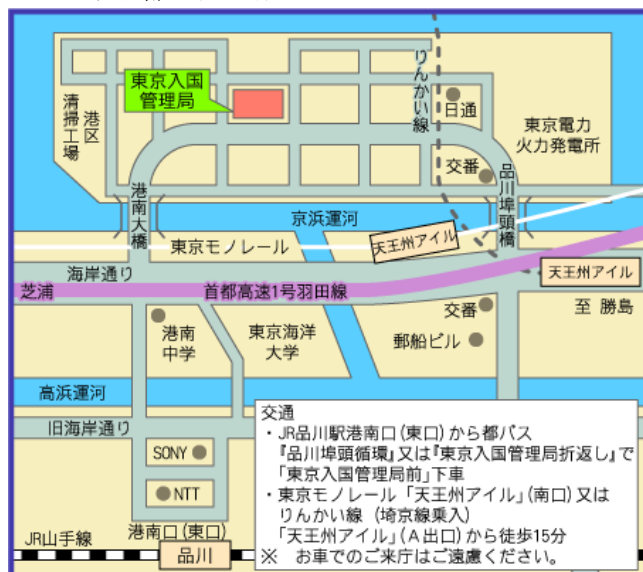 東京入国
管理局
港区
清掃工場
りんかい線
日通
東京電力
火力発電所
交番
港南大橋
品川埠頭橋
京浜運河
東京モノレール
天王州アイル
海岸通り
天王州アイル
芝浦
首都高速1号羽田線
交番
至 勝島
港南
中学
東京海洋
大学
郵船ビル
高浜運河
旧海岸通り
SONY
NTT
港南口(東口)
JR山手線
品川
交通
・JR品川駅港南口(東口)から都バス
『品川埠頭循環』又は『東京入国管理局折返し』で
「東京入国管理局前」下車
・東京モノレール「天王州アイル」(南口)又は
りんかい線 (埼京線乗入)
「天王州アイル」(A出口)から徒歩15分
※ お車でのご来庁はご遠慮ください。